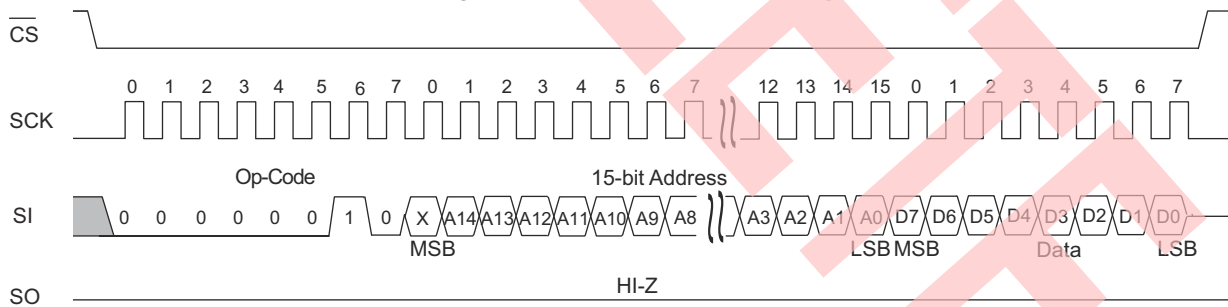 CS
0 1 2 3 4 5 6 7 0 1 2 3 4 5 6 7 12 13 14 15 0 1 2 3 4 5 6 7
SCK
Op-Code 15-bit Address
SI 0 0 0 0 0 0 1 0 X A14 A13 A12 A11 A10 A9 A8 A3 A2 A1 A0 D7 D6 D5 D4 D3 D2 D1 D0
MSB LSB MSB Data LSB
HI-Z
SO